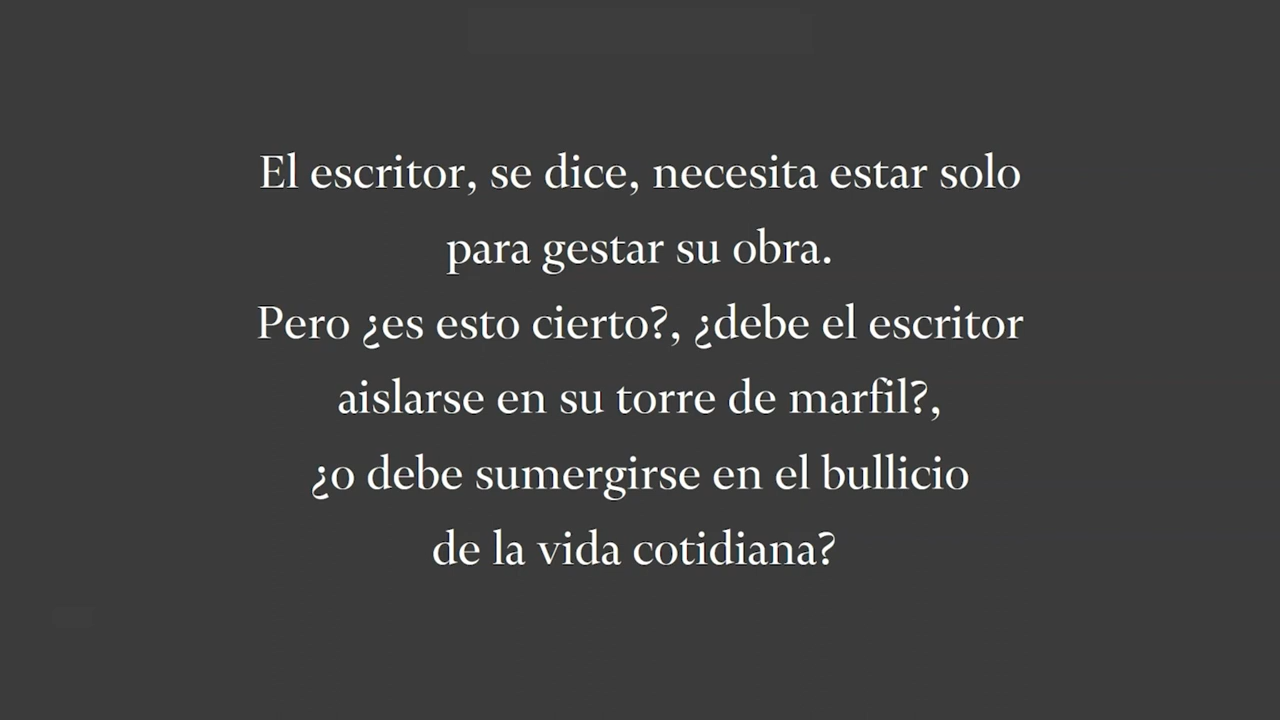 El escritor, se dice, necesita estar solo
para gestar su obra.
Pero ¿es esto cierto?, ¿debe el escritor
aislarse en su torre de marfil?,
¿o debe sumergirse en el bullicio
de la vida cotidiana?